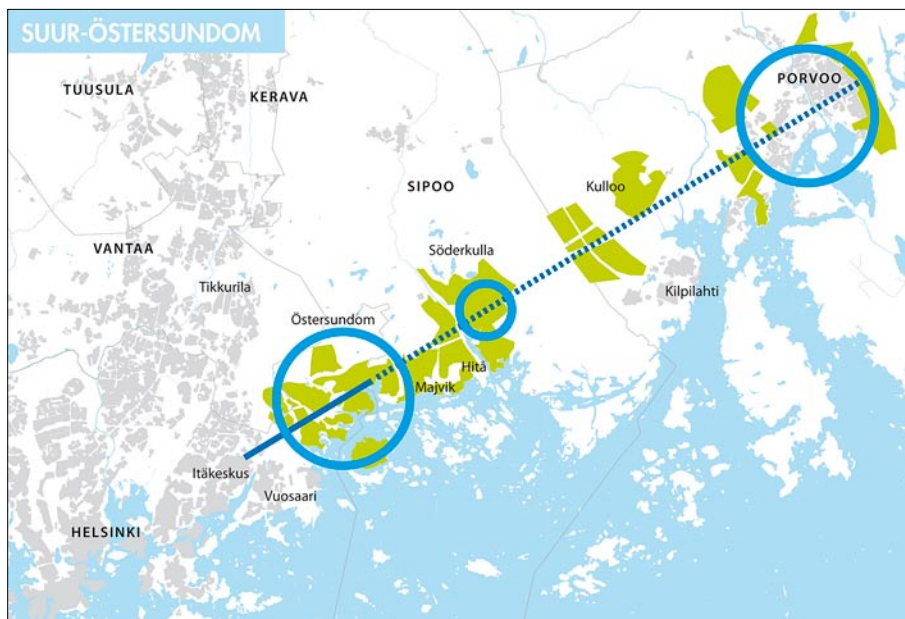 SUUR-ÖSTERSUNDOM
TUUSULA
KERAVA
PORVOO
SIPOO
Kulloo
VANTAA
Söderkulla
Tikkurila
Kilpilahti
Östersundom
Hitå
Majvik
Itäkeskus
Vuosaari
HELSINKI